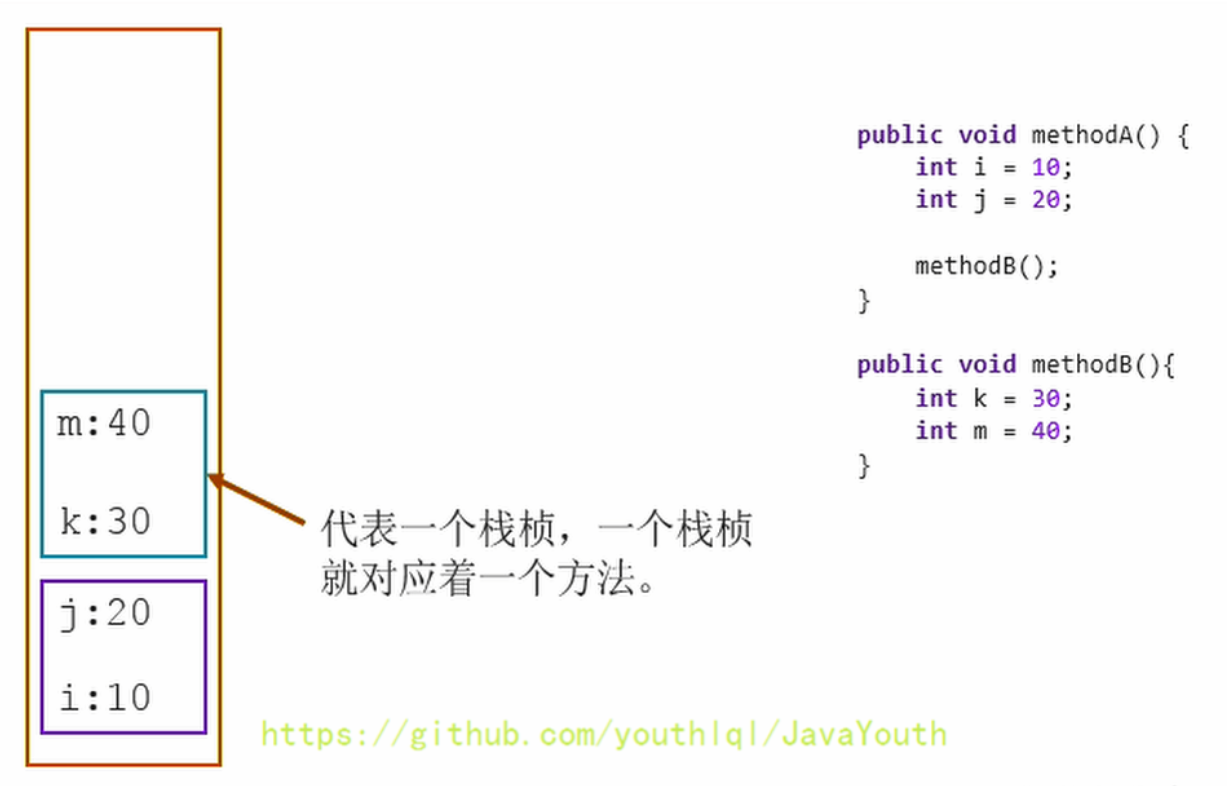 public void methodA() {
int i = 10;
int j = 20;
methodB();
}
public void methodB(){
int k = 30;
int m = 40;
}
m:40
k:30
j:20
i:10
代表一个栈桢，一个栈桢
就对应着一个方法。
https://github.com/youthlql/JavaYouth